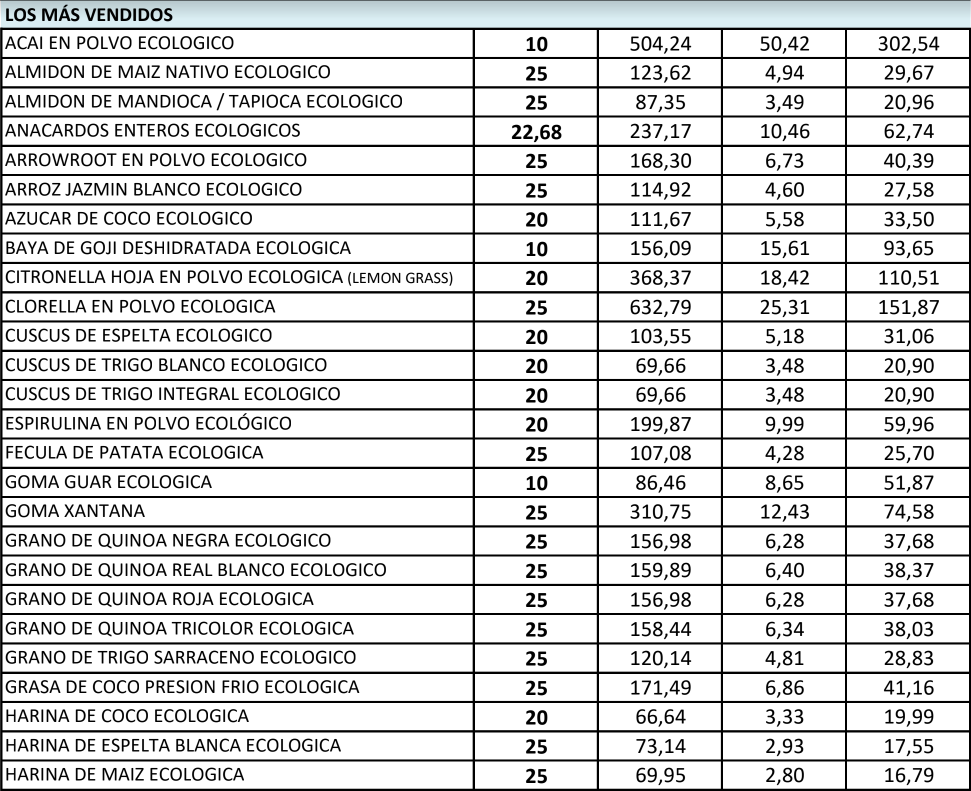 LOS MÁS VENDIDOS
ACAI EN POLVO ECOLOGICO 10 504,24 50,42 302,54
ALMIDON DE MAIZ NATIVO ECOLOGICO 25 123,62 4,94 29,67
ALMIDON DE MANDIOCA / TAPIOCA ECOLOGICO 25 87,35 3,49 20,96
ANACARDOS ENTEROS ECOLOGICOS 22,68 237,17 10,46 62,74
ARROWROOT EN POLVO ECOLOGICO 25 168,30 6,73 40,39
ARROZ JAZMIN BLANCO ECOLOGICO 25 114,92 4,60 27,58
AZUCAR DE COCO ECOLOGICO 20 111,67 5,58 33,50
BAYA DE GOJI DESHIDRATADA ECOLOGICA 10 156,09 15,61 93,65
CITRONELLA HOJA EN POLVO ECOLOGICA (LEMON GRASS) 20 368,37 18,42 110,51
CLORELLA EN POLVO ECOLOGICA 25 632,79 25,31 151,87
CUSCUS DE ESPELTA ECOLOGICO 20 103,55 5,18 31,06
CUSCUS DE TRIGO BLANCO ECOLOGICO 20 69,66 3,48 20,90
CUSCUS DE TRIGO INTEGRAL ECOLOGICO 20 69,66 3,48 20,90
ESPIRULINA EN POLVO ECOLÓGICO 20 199,87 9,99 59,96
FECULA DE PATATA ECOLOGICA 25 107,08 4,28 25,70
GOMA GUAR ECOLOGICA 10 86,46 8,65 51,87
GOMA XANTANA 25 310,75 12,43 74,58
GRANO DE QUINOA NEGRA ECOLOGICO 25 156,98 6,28 37,68
GRANO DE QUINOA REAL BLANCO ECOLOGICO 25 159,89 6,40 38,37
GRANO DE QUINOA ROJA ECOLOGICA 25 156,98 6,28 37,68
GRANO DE QUINOA TRICOLOR ECOLOGICA 25 158,44 6,34 38,03
GRANO DE TRIGO SARRACENO ECOLOGICO 25 120,14 4,81 28,83
GRASA DE COCO PRESION FRIO ECOLOGICA 25 171,49 6,86 41,16
HARINA DE COCO ECOLOGICA 20 66,64 3,33 19,99
HARINA DE ESPELTA BLANCA ECOLOGICA 25 73,14 2,93 17,55
HARINA DE MAIZ ECOLOGICA 25 69,95 2,80 16,79